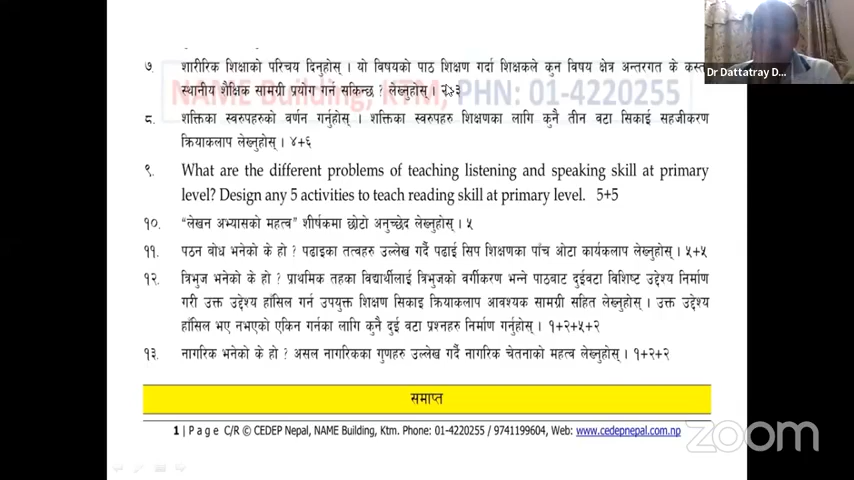 ७. शारीरिक शिक्षाको परिचय दिनुहोस् । यो विषयको पाठ शिक्षण गर्दा शिक्षकले कुन विषय क्षेत्र अन्तरगत के कस्ता
स्थानीय शैक्षिक सामग्री प्रयोग गर्न सकिन्छ ? लेख्नुहोस् ।
NAME Building, KTM, PHN: 01-4220255
८. शक्तिका स्वरुपहरुको वर्णन गर्नुहोस् । शक्तिका स्वरुपहरु शिक्षणका लागि कुनै तीन वटा सिकाई सहजीकरण
क्रियाकलाप लेख्नुहोस् । ४+६
९. What are the different problems of teaching listening and speaking skill at primary
level? Design any 5 activities to teach reading skill at primary level. 5+5
१०. “लेखन अभ्यासको महत्व” शीर्षकमा छोटो अनुच्छेद लेख्नुहोस् । ५
११. पठन बोध भनेको के हो ? पढाइका तत्वहरु उल्लेख गर्दै पढाई सिप शिक्षणका पाँच ओटा कार्यकलाप लेख्नुहोस् । ५+५
१२. त्रिभुज भनेको के हो ? प्राथमिक तहका विद्यार्थीलाई त्रिभुजको वर्गीकरण भन्ने पाठबाट दुईवटा विशिष्ट उद्देश्य निर्माण
गरी उक्त उद्देश्य हाँसिल गर्न उपयुक्त शिक्षण सिकाइ क्रियाकलाप आवश्यक सामग्री सहित लेख्नुहोस् । उक्त उद्देश्य
हाँसिल भए नभएको एकिन गर्नका लागि कुनै दुई वटा प्रश्नहरु निर्माण गर्नुहोस् । १+२+५+२
१३. नागरिक भनेको के हो ? असल नागरिकका गुणहरु उल्लेख गर्दै नागरिक चेतनाको महत्व लेख्नुहोस् । १+२+२
समाप्त
1 | P a g e C/R © CEDEP Nepal, NAME Building, Ktm. Phone: 01-4220255 / 9741199604, Web: www.cedepnepal.com.np
Dr Dattatray D...
zoom